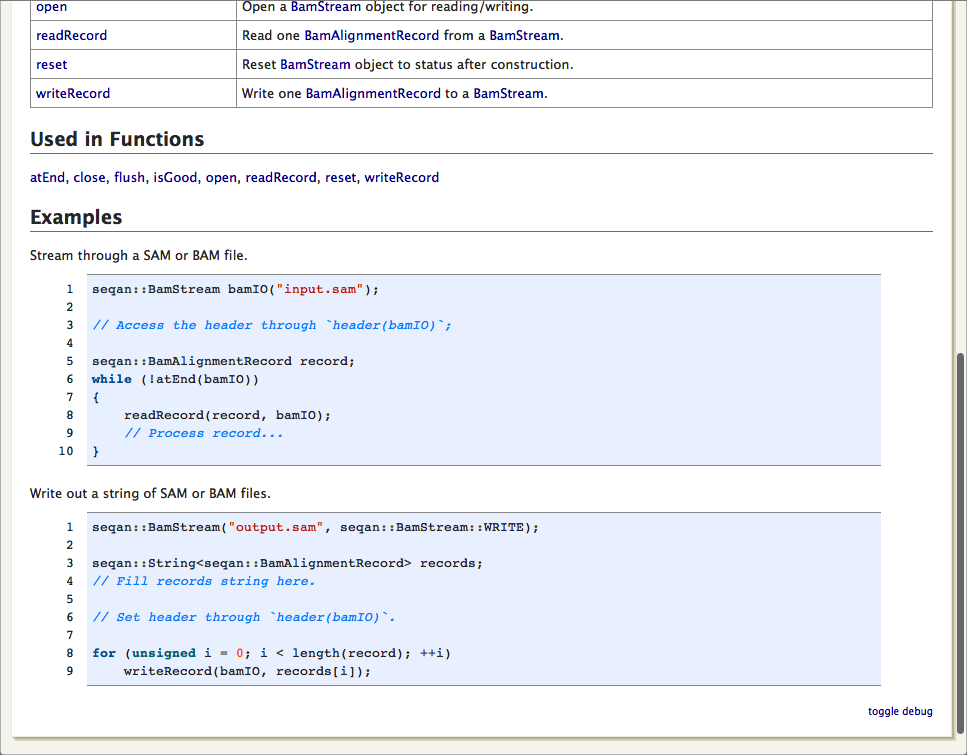 open Open a BamStream object for reading/writing.
readRecord Read one BamAlignmentRecord from a BamStream.
reset Reset BamStream object to status after construction.
writeRecord Write one BamAlignmentRecord to a BamStream.
Used in Functions
atEnd, close, flush, isGood, open, readRecord, reset, writeRecord
Examples
Stream through a SAM or BAM file.
1 seqan::BamStream bamIO("input.sam");
2
3 // Access the header through `header(bamIO)`;
4
5 seqan::BamAlignmentRecord record;
6 while (!atEnd(bamIO))
7 {
8     readRecord(record, bamIO);
9     // Process record...
10 }
Write out a string of SAM or BAM files.
1 seqan::BamStream("output.sam", seqan::BamStream::WRITE);
2
3 seqan::String<seqan::BamAlignmentRecord> records;
4 // Fill records string here.
5
6 // Set header through `header(bamIO)`.
7
8 for (unsigned i = 0; i < length(record); ++i)
9     writeRecord(bamIO, records[i]);
toggle debug